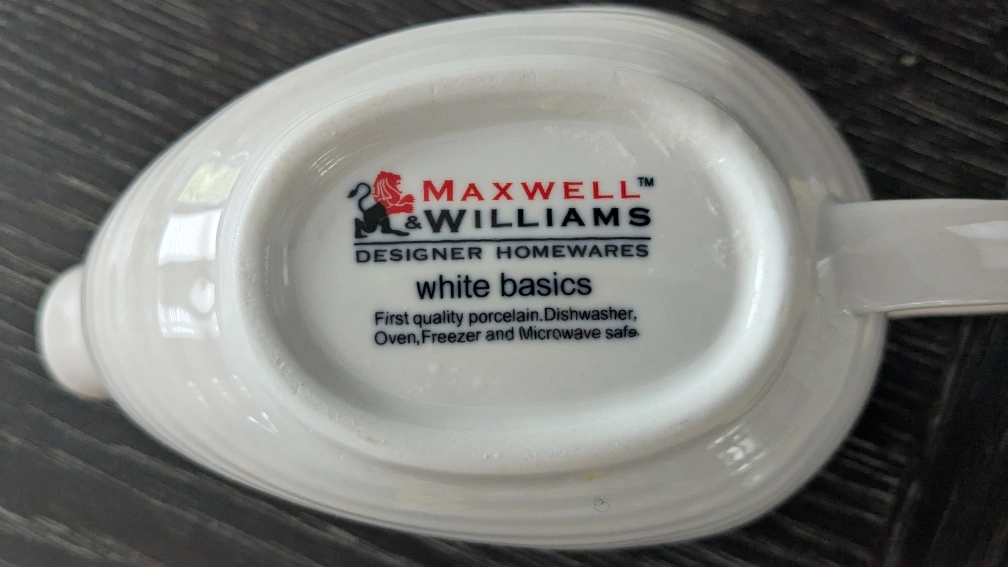 MAXWELL™
&WILLIAMS
DESIGNER HOMEWARES
white basics
First quality porcelain.Dishwasher,
Oven,Freezer and Microwave safe.